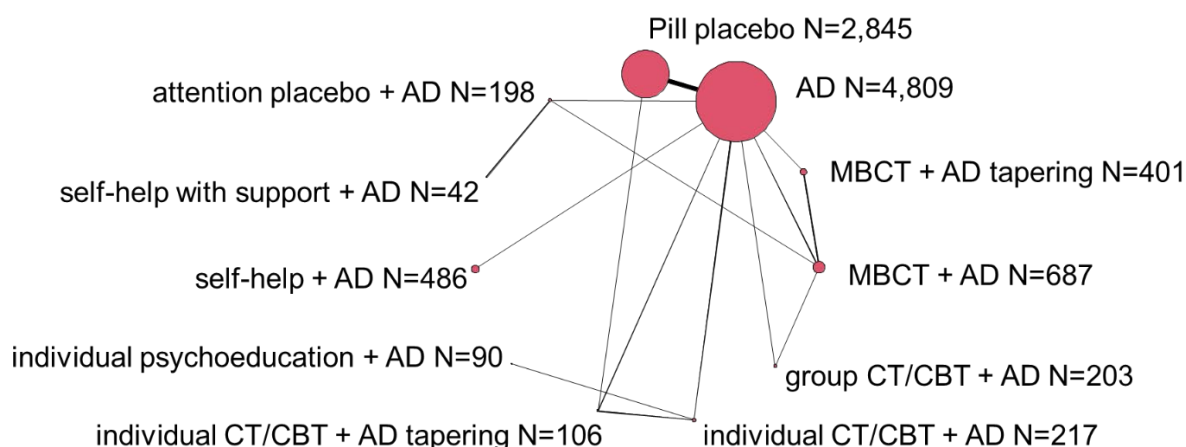 Pill placebo N=2,845
attention placebo + AD N=198
AD N=4,809
MBCT + AD tapering N=401
self-help with support + AD N=42
self-help + AD N=486
MBCT + AD N=687
individual psychoeducation + AD N=90
group CT/CBT + AD N=203
individual CT/CBT + AD tapering N=106
individual CT/CBT + AD N=217